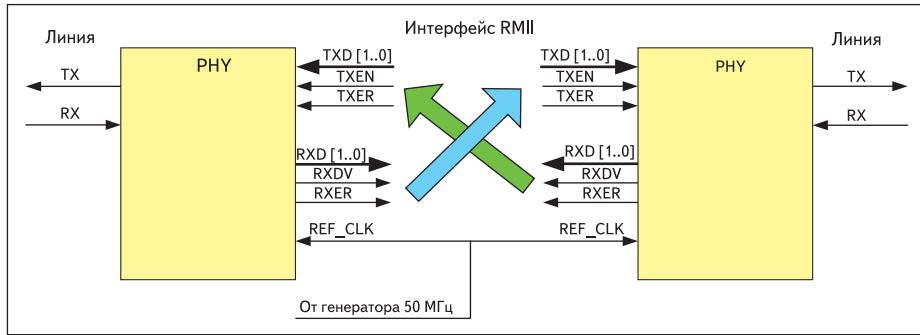 Интерфейс RMII
Линия
PHY
TX
RX
TXD [1..0]
TXEN
TXER
RXD [1..0]
RXDV
RXER
REF_CLK
TXD [1..0]
TXEN
TXER
RXD [1..0]
RXDV
RXER
REF_CLK
PHY
Линия
TX
RX
От генератора 50 МГц